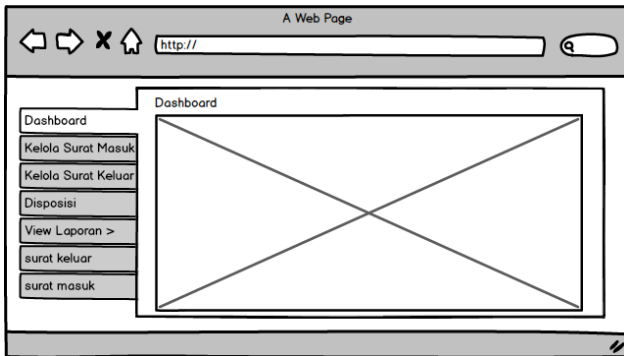 A Web Page
http://
Dashboard
Dashboard
Kelola Surat Masuk
Kelola Surat Keluar
Disposisi
View Laporan >
surat keluar
surat masuk